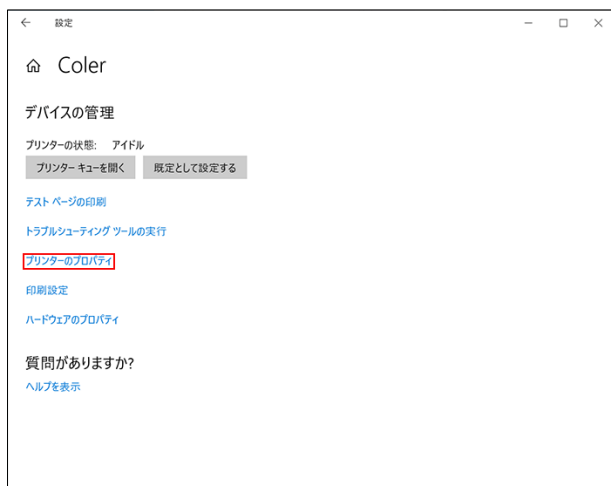 設定
Coler
デバイスの管理
プリンターの状態: アイドル
プリンター キューを開く 既定として設定する
テスト ページの印刷
トラブルシューティング ツールの実行
プリンターのプロパティ
印刷設定
ハードウェアのプロパティ
質問がありますか?
ヘルプを表示